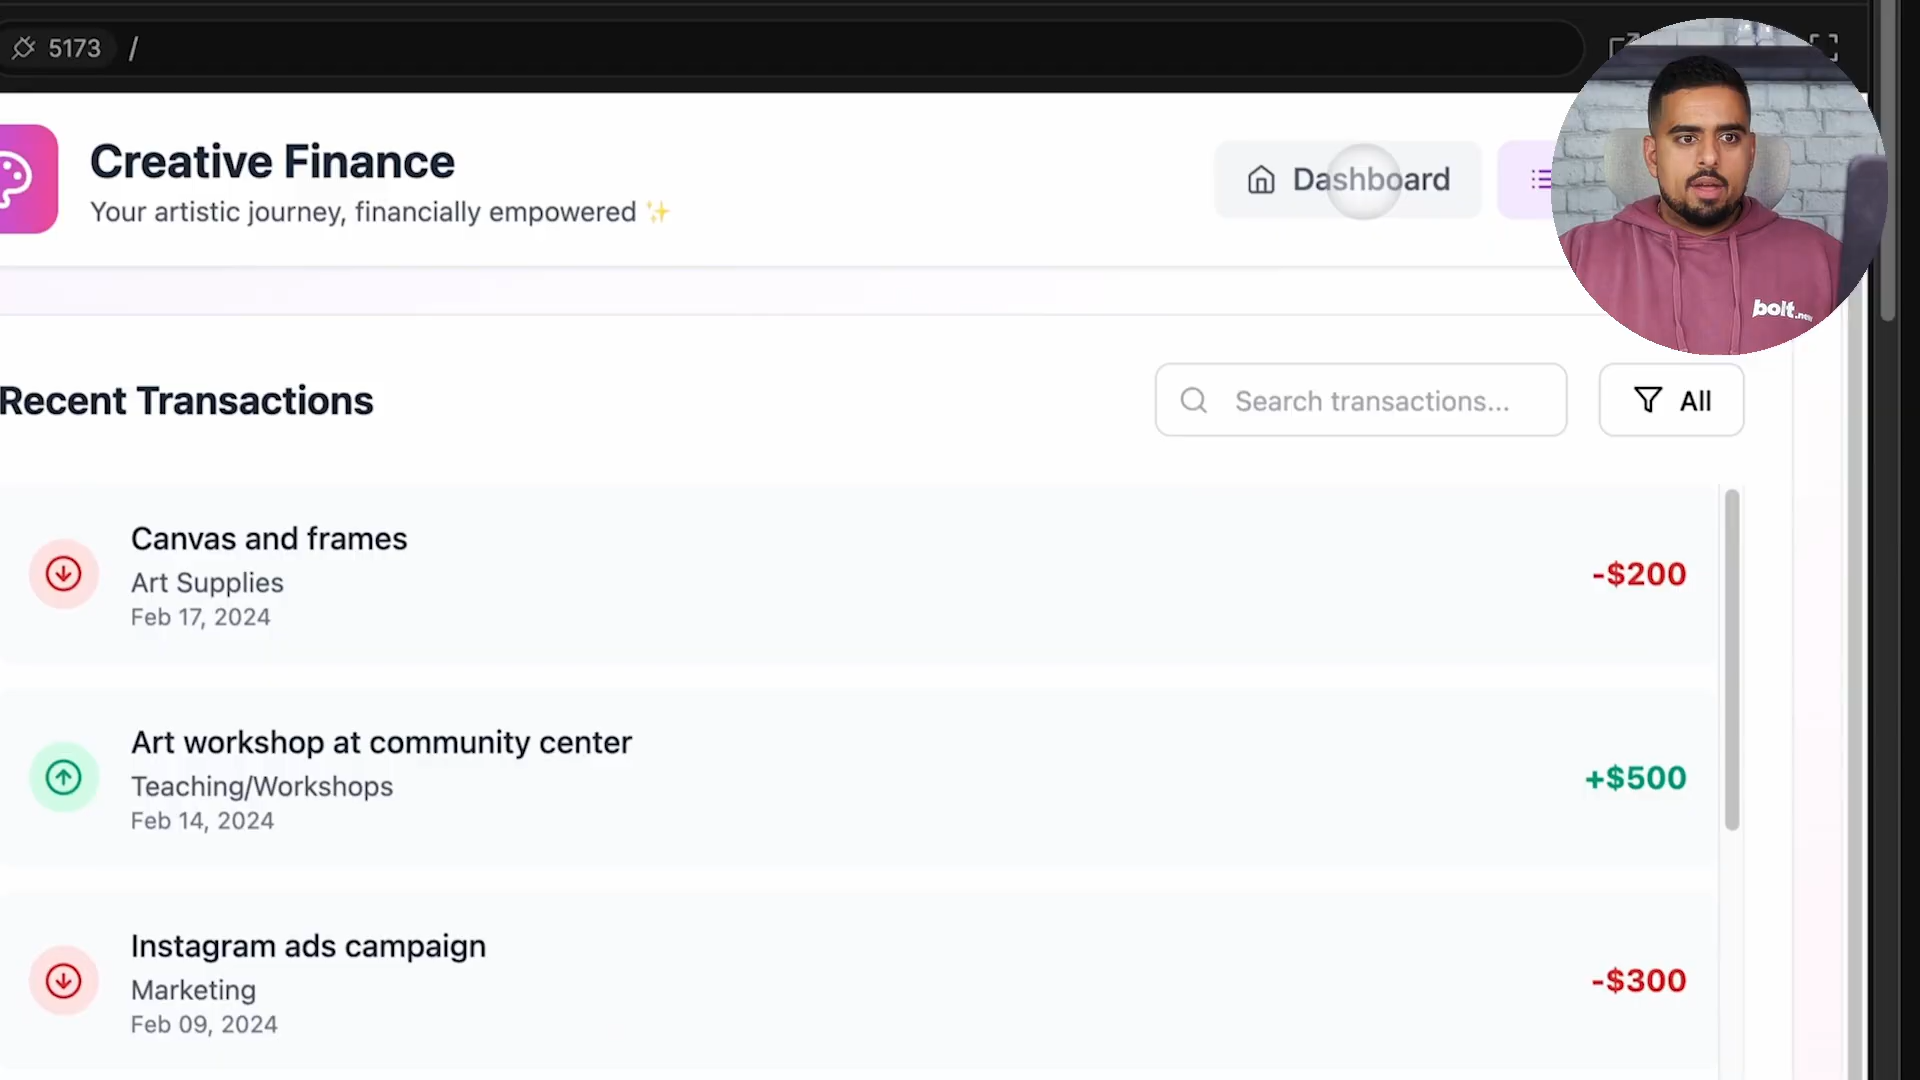 5173 /
Creative Finance
Your artistic journey, financially empowered ✨
Dashboard
bolt.new
Recent Transactions
Search transactions...
All
Canvas and frames
Art Supplies
Feb 17, 2024
-$200
Art workshop at community center
Teaching/Workshops
Feb 14, 2024
+$500
Instagram ads campaign
Marketing
Feb 09, 2024
-$300